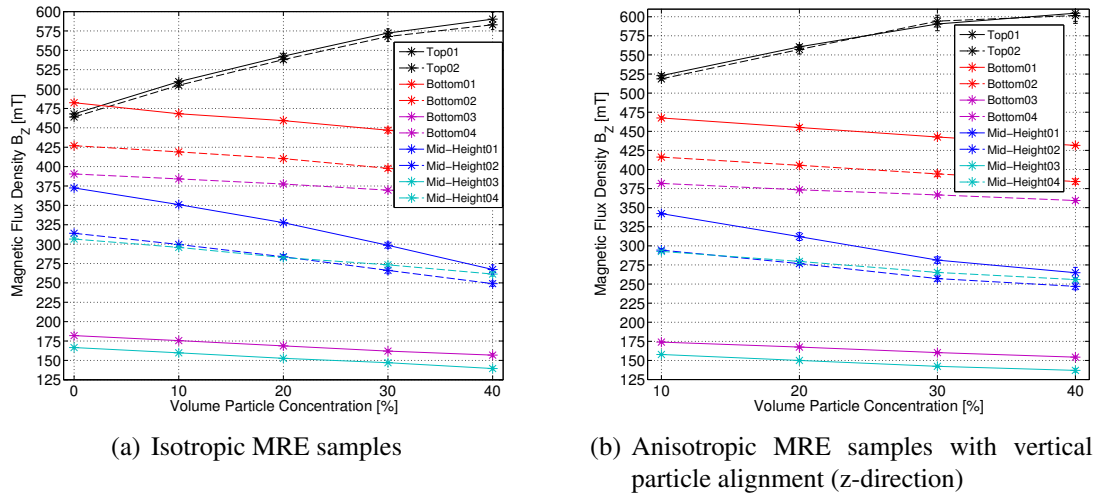 600
575
550
525
500
475
450
425
400
375
350
325
300
275
250
225
200
175
150
125
Magnetic Flux Density B_Z [mT]
0 10 20 30 40
Volume Particle Concentration [%]
Top01
Top02
Bottom01
Bottom02
Bottom03
Bottom04
Mid-Height01
Mid-Height02
Mid-Height03
Mid-Height04
(a) Isotropic MRE samples
600
575
550
525
500
475
450
425
400
375
350
325
300
275
250
225
200
175
150
125
Magnetic Flux Density B_Z [mT]
10 20 30 40
Volume Particle Concentration [%]
Top01
Top02
Bottom01
Bottom02
Bottom03
Bottom04
Mid-Height01
Mid-Height02
Mid-Height03
Mid-Height04
(b) Anisotropic MRE samples with vertical
particle alignment (z-direction)